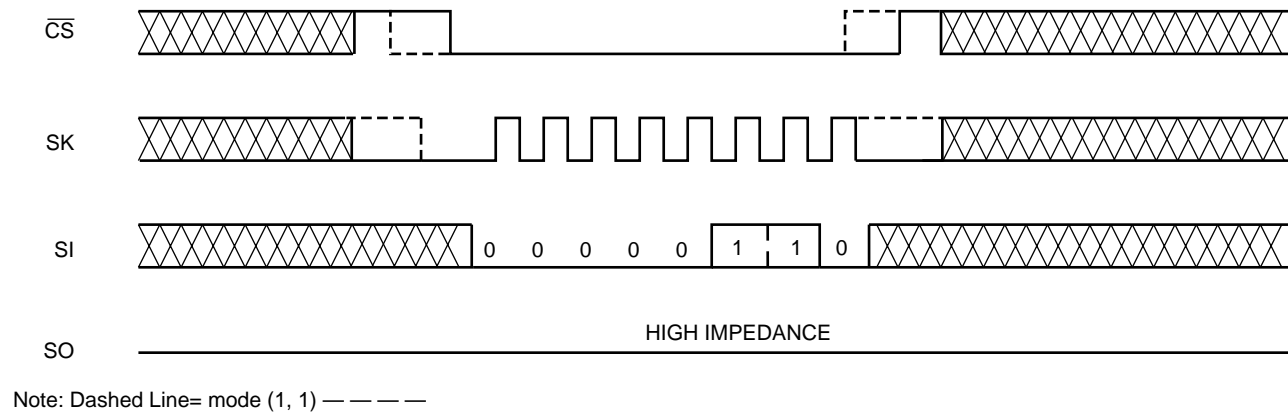 C̅S̅
SK
SI 0 0 0 0 0 1 1 0
HIGH IMPEDANCE
SO
Note: Dashed Line= mode (1, 1) — — — —